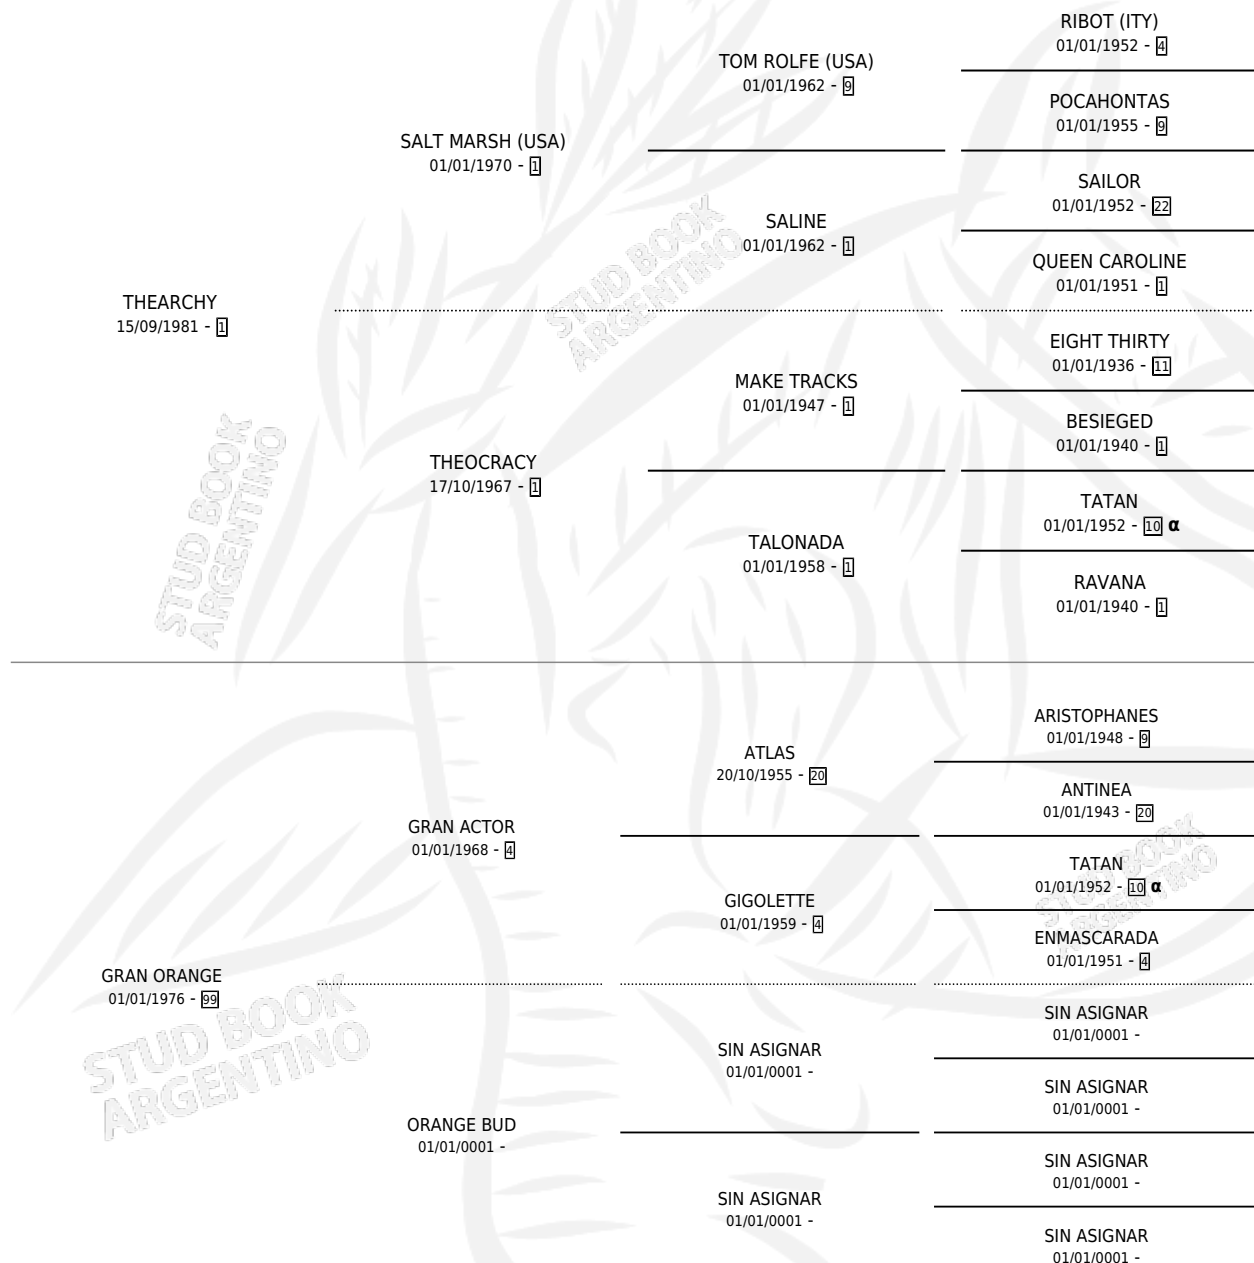 RIBOT (ITY)
01/01/1952 - 4
TOM ROLFE (USA)
01/01/1962 - 9
POCAHONTAS
01/01/1955 - 9
SALT MARSH (USA)
01/01/1970 - 1
SAILOR
01/01/1952 - 22
SALINE
01/01/1962 - 1
QUEEN CAROLINE
01/01/1951 - 1
THEARCHY
15/09/1981 - 1
EIGHT THIRTY
01/01/1936 - 11
MAKE TRACKS
01/01/1947 - 1
BESIEGED
01/01/1940 - 1
THEOCRACY
17/10/1967 - 1
TATAN
01/01/1952 - 10 α
TALONADA
01/01/1958 - 1
RAVANA
01/01/1940 - 1
STUD BOOK
ARGENTINO
STUD BOOK
ARGENTINO
ARISTOPHANES
01/01/1948 - 9
ATLAS
20/10/1955 - 20
ANTINEA
01/01/1943 - 20
GRAN ACTOR
01/01/1968 - 4
TATAN
01/01/1952 - 10 α
GIGOLETTE
01/01/1959 - 4
ENMASCARADA
01/01/1951 - 4
GRAN ORANGE
01/01/1976 - 99
SIN ASIGNAR
01/01/0001 -
SIN ASIGNAR
01/01/0001 -
SIN ASIGNAR
01/01/0001 -
ORANGE BUD
01/01/0001 -
SIN ASIGNAR
01/01/0001 -
SIN ASIGNAR
01/01/0001 -
SIN ASIGNAR
01/01/0001 -
STUD BOOK
ARGENTINO
STUD BOOK
ARGENTINO